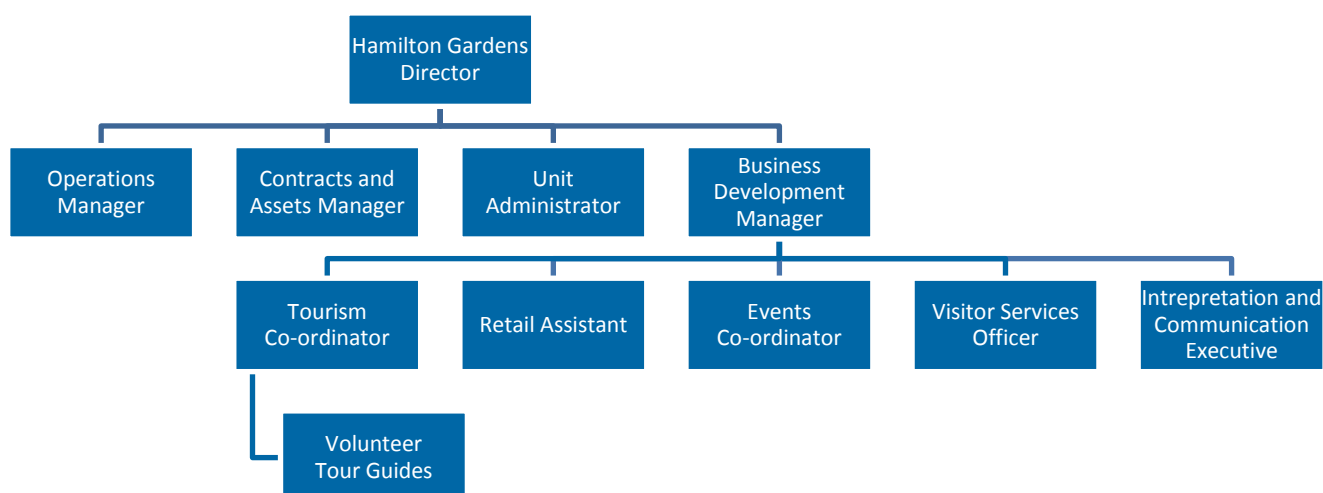 Hamilton Gardens
Director
Operations
Manager
Contracts and
Assets Manager
Unit
Administrator
Business
Development
Manager
Tourism
Co-ordinator
Retail Assistant
Events
Co-ordinator
Visitor Services
Officer
Intrepretation and
Communication
Executive
Volunteer
Tour Guides